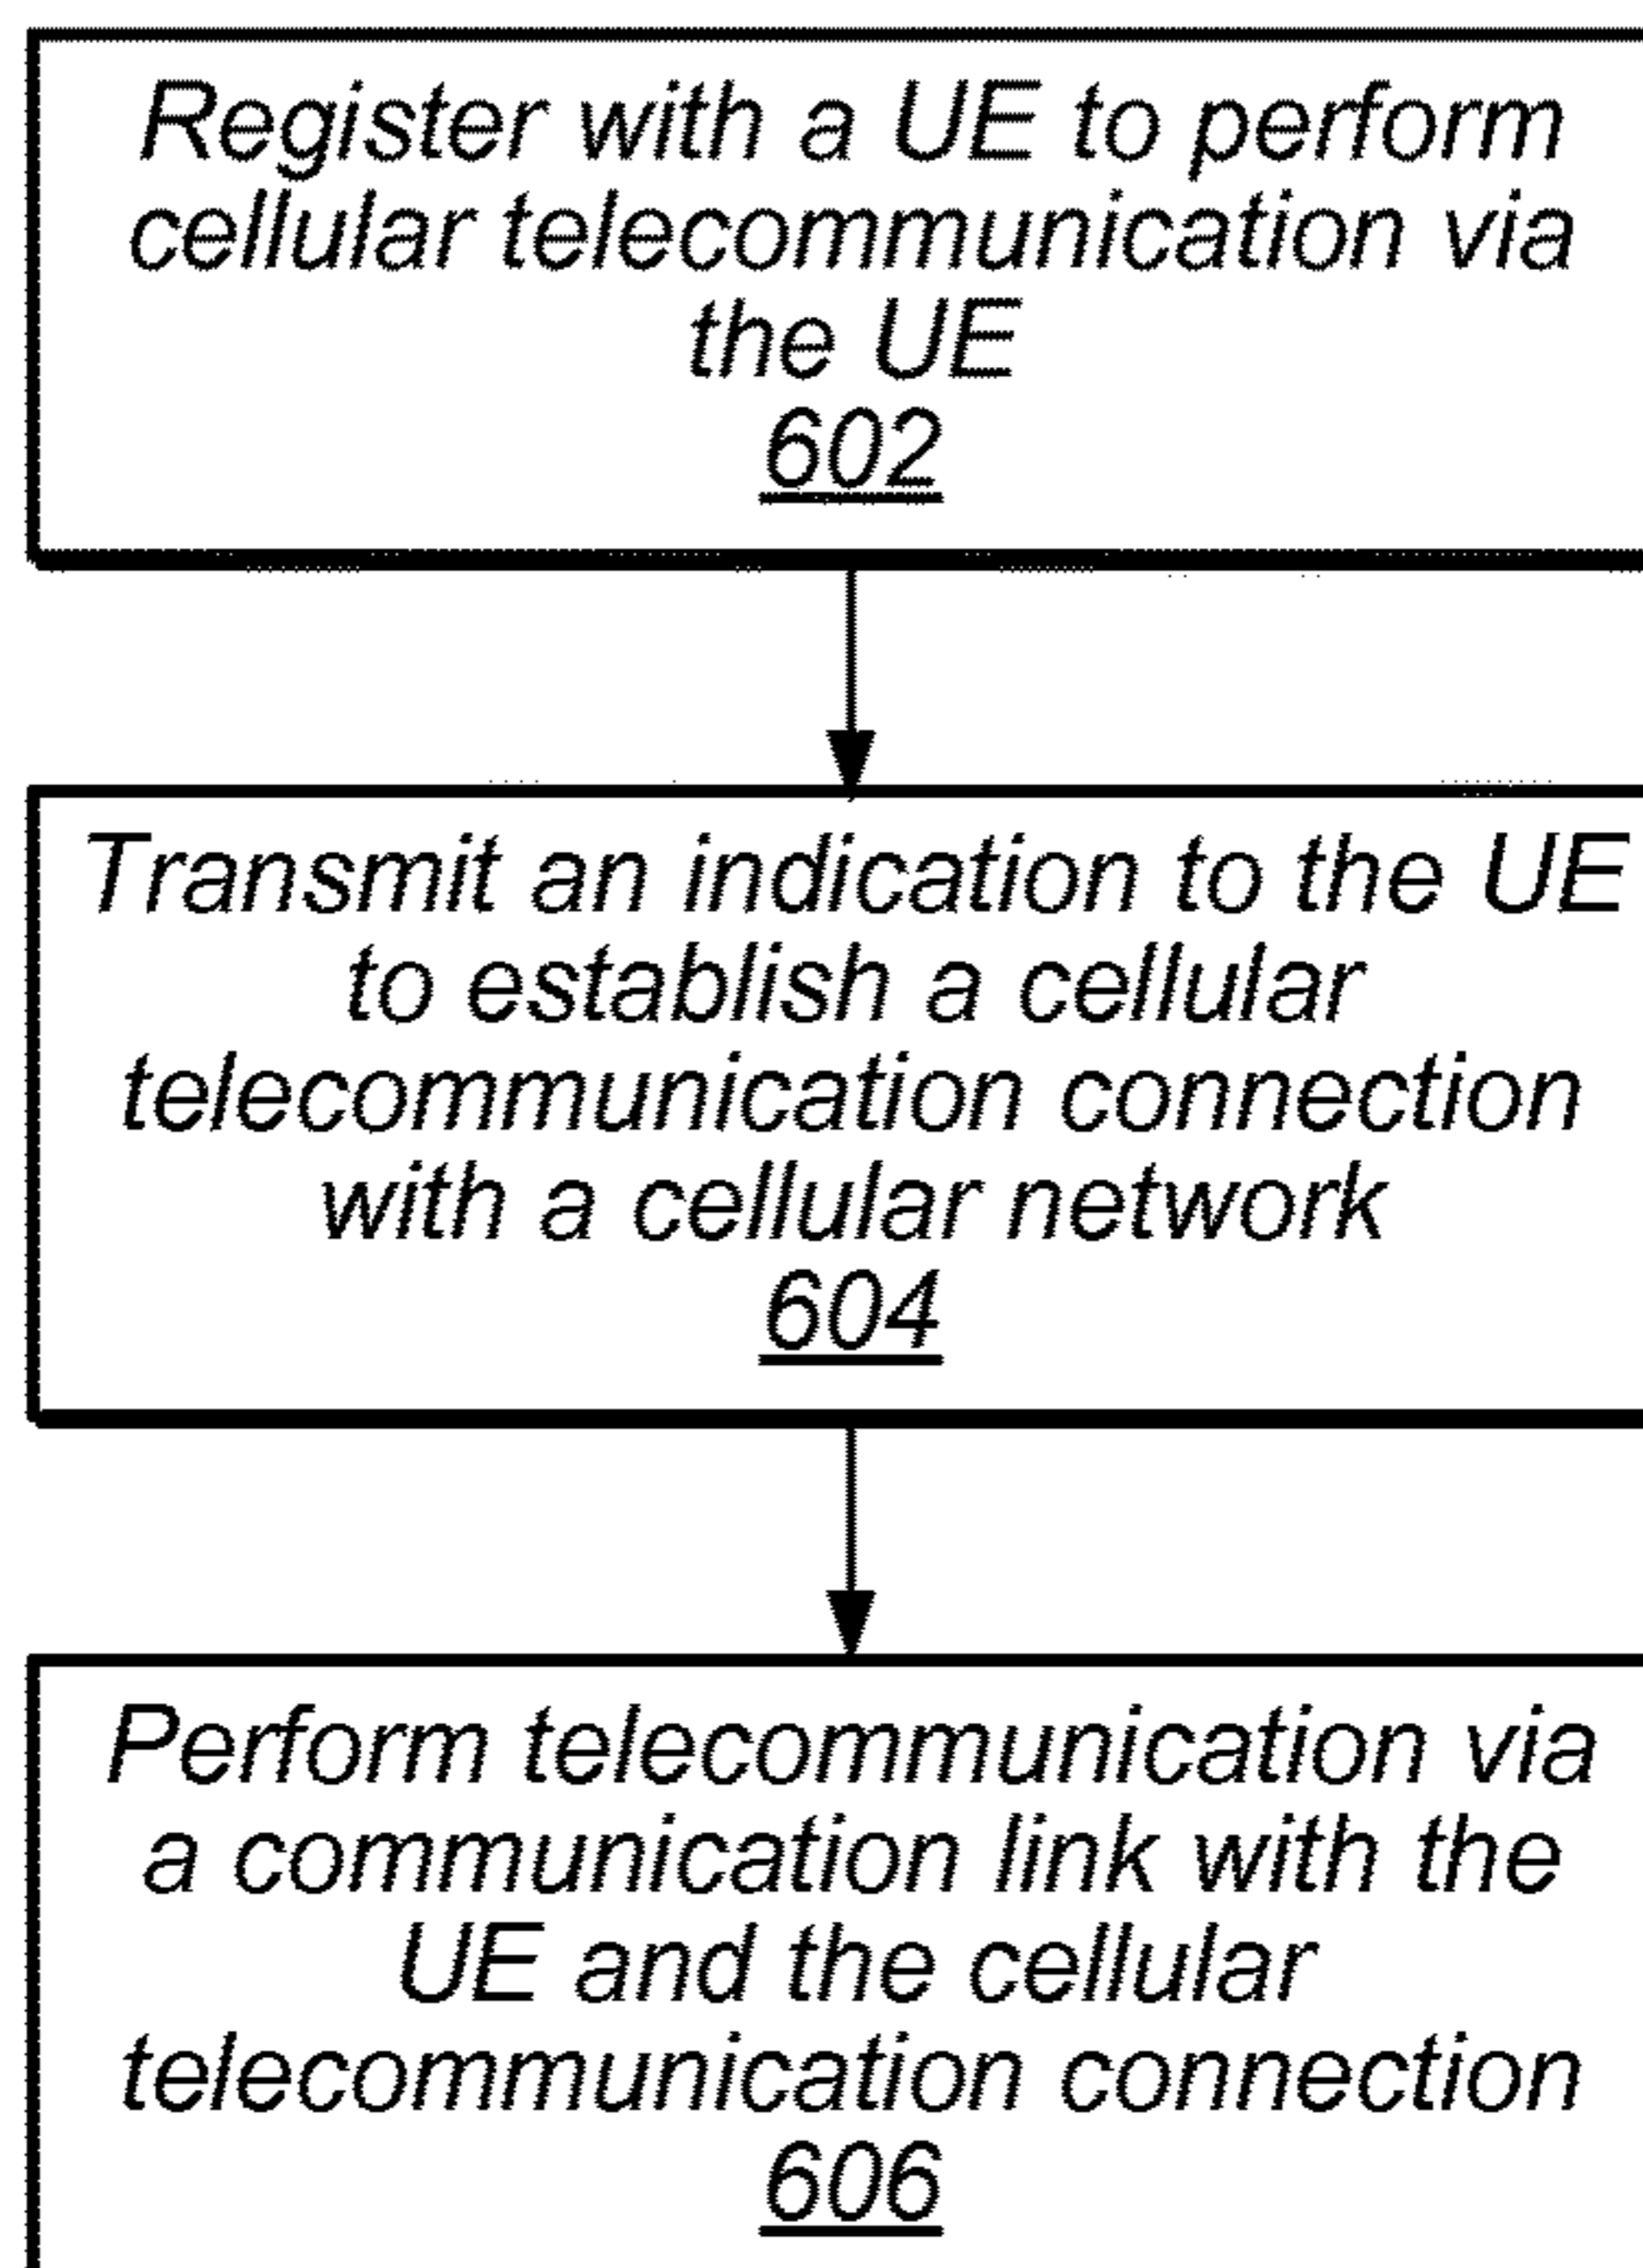 Register with a UE to perform
cellular telecommunication via
the UE
602
Transmit an indication to the UE
to establish a cellular
telecommunication connection
with a cellular network
604
Perform telecommunication via
a communication link with the
UE and the cellular
telecommunication connection
606